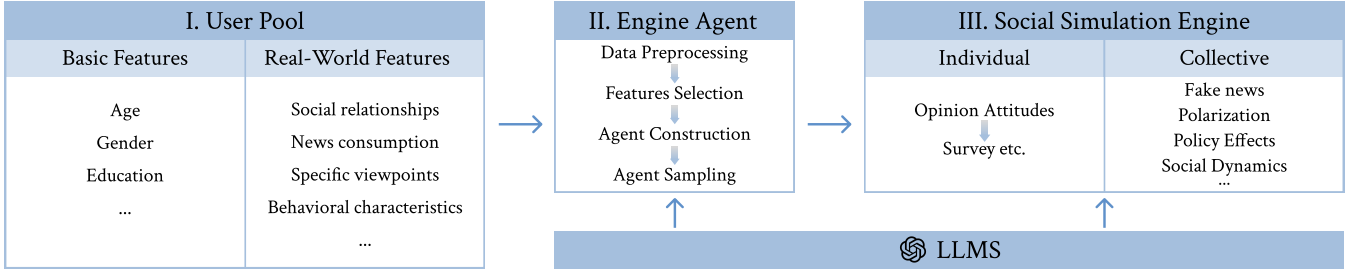 I. User Pool
Basic Features
Real-World Features
Age
Gender
Education
...
Social relationships
News consumption
Specific viewpoints
Behavioral characteristics
...
II. Engine Agent
Data Preprocessing
Features Selection
Agent Construction
Agent Sampling
III. Social Simulation Engine
Individual
Collective
Opinion Attitudes
Survey etc.
Fake news
Polarization
Policy Effects
Social Dynamics
...
LLMS